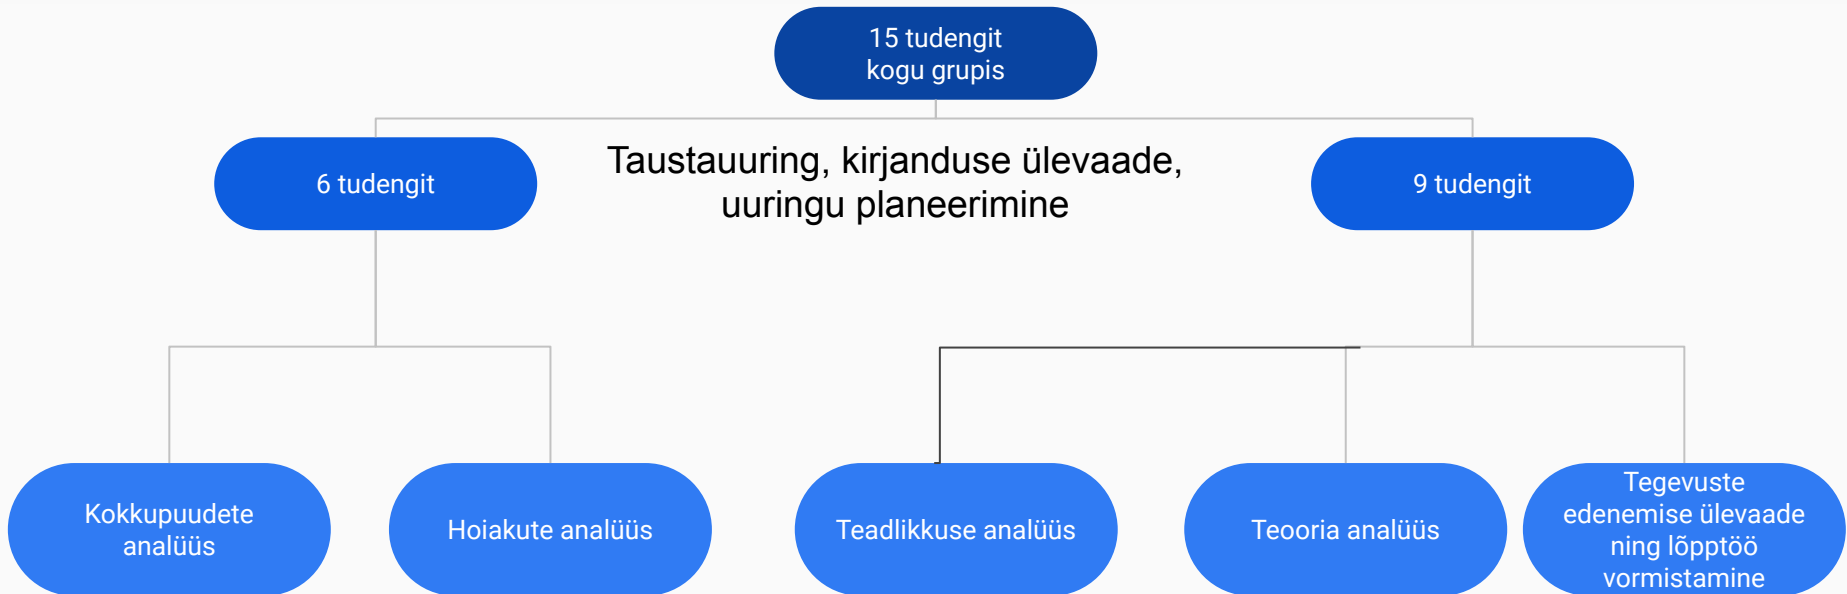 15 tudengit
kogu grupis
6 tudengit
Taustauuring, kirjanduse ülevaade,
uuringu planeerimine
9 tudengit
Kokkupuudete
analüüs
Hoiakute analüüs
Teadlikkuse analüüs
Teooria analüüs
Tegevuste
edenemise ülevaade
ning lõpptöö
vormistamine